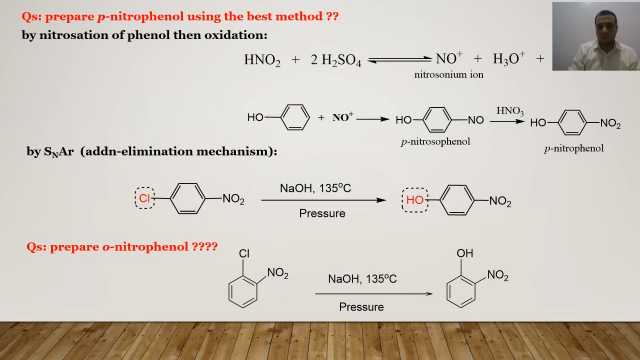 Qs: prepare p-nitrophenol using the best method ??
by nitrosation of phenol then oxidation:
HNO2 + 2 H2SO4 ⇌ NO+ + H3O+ +
nitrosonium ion
HO + NO+ HO NO HNO3 HO NO2
p-nitrosophenol
p-nitrophenol
by SNAr (addn-elimination mechanism):
Cl NO2 NaOH, 135oC HO NO2
Pressure
Qs: prepare o-nitrophenol ????
Cl OH
NO2 NaOH, 135oC NO2
Pressure